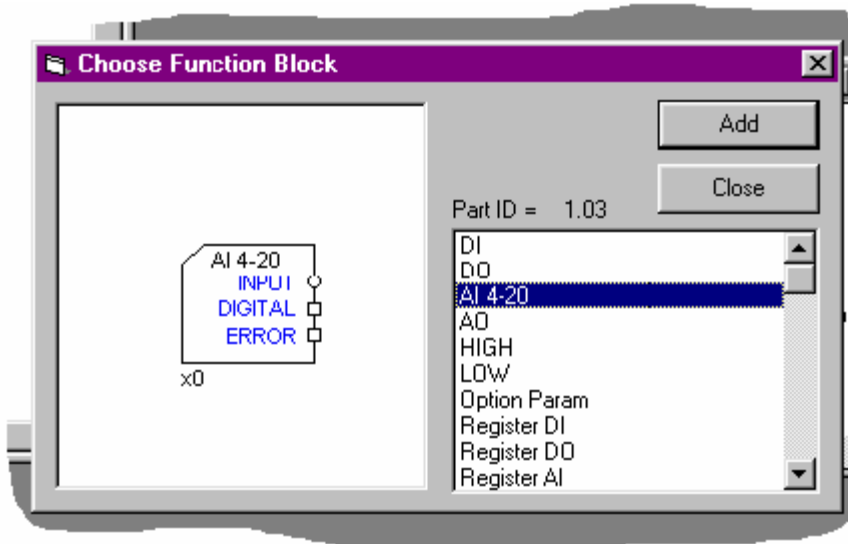 Choose Function Block
AI 4-20
INPUT
DIGITAL
ERROR
x0
Add
Close
Part ID = 1.03
DI
DO
AI 4-20
AO
HIGH
LOW
Option Param
Register DI
Register DO
Register AI